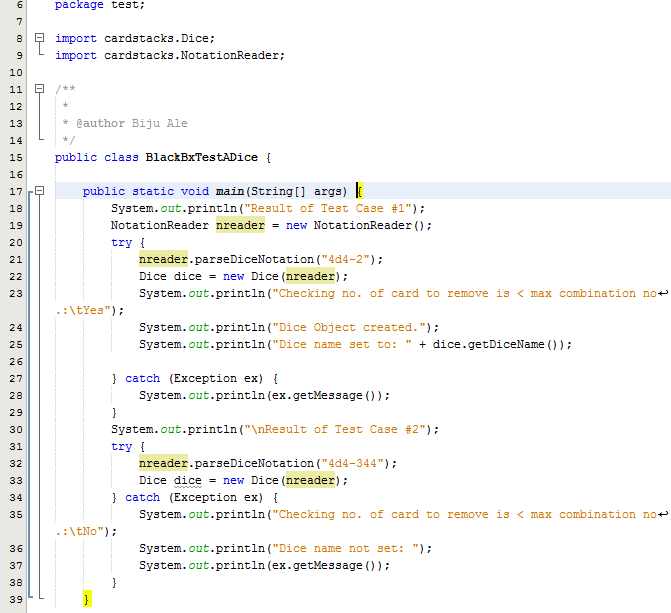 6 package test;
7
8 import cardstacks.Dice;
9 import cardstacks.NotationReader;
10
11 /**
12  *
13  * @author Biju Ale
14  */
15 public class BlackBxTestADice {
16
17     public static void main(String[] args) {
18         System.out.println("Result of Test Case #1");
19         NotationReader nreader = new NotationReader();
20         try {
21             nreader.parseDiceNotation("4d4-2");
22             Dice dice = new Dice(nreader);
23             System.out.println("Checking no. of card to remove is < max combination no↩
.:\tYes");
24             System.out.println("Dice Object created.");
25             System.out.println("Dice name set to: " + dice.getDiceName());
26
27         } catch (Exception ex) {
28             System.out.println(ex.getMessage());
29         }
30         System.out.println("\nResult of Test Case #2");
31         try {
32             nreader.parseDiceNotation("4d4-344");
33             Dice dice = new Dice(nreader);
34         } catch (Exception ex) {
35             System.out.println("Checking no. of card to remove is < max combination no↩
.:\tNo");
36             System.out.println("Dice name not set: ");
37             System.out.println(ex.getMessage());
38         }
39     }